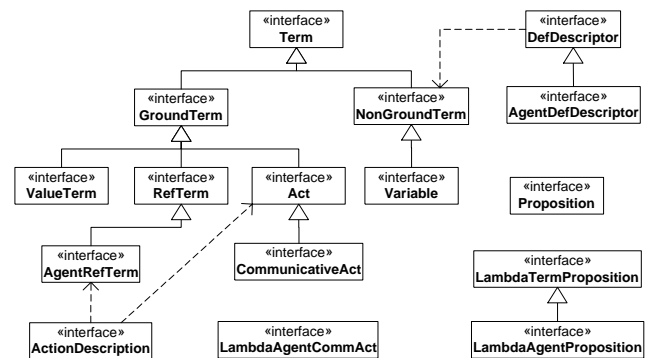 «interface»
Term
«interface»
DefDescriptor
«interface»
GroundTerm
«interface»
NonGroundTerm
«interface»
AgentDefDescriptor
«interface»
ValueTerm
«interface»
RefTerm
«interface»
Act
«interface»
Variable
«interface»
Proposition
«interface»
AgentRefTerm
«interface»
CommunicativeAct
«interface»
LambdaTermProposition
«interface»
ActionDescription
«interface»
LambdaAgentCommAct
«interface»
LambdaAgentProposition